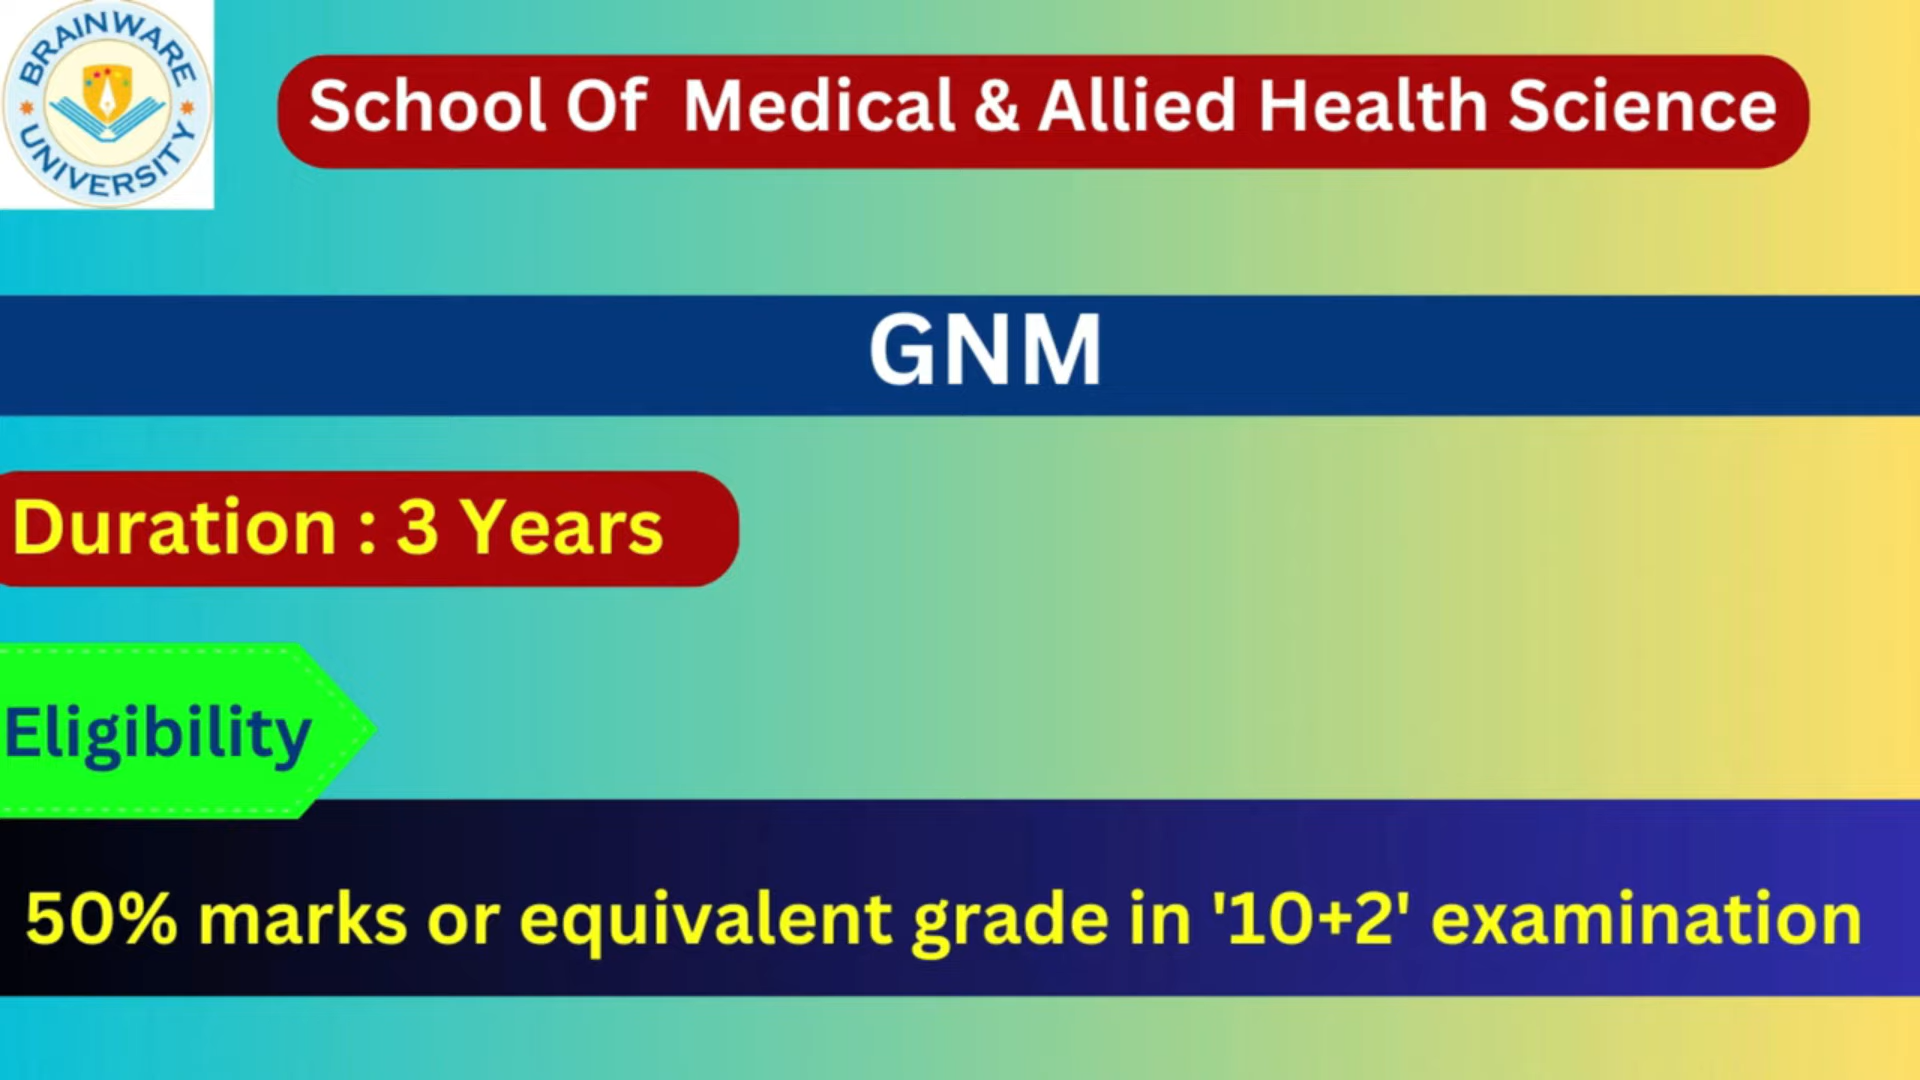 BRAINWARE
UNIVERSITY
School Of Medical & Allied Health Science
GNM
Duration : 3 Years
Eligibility
50% marks or equivalent grade in '10+2' examination